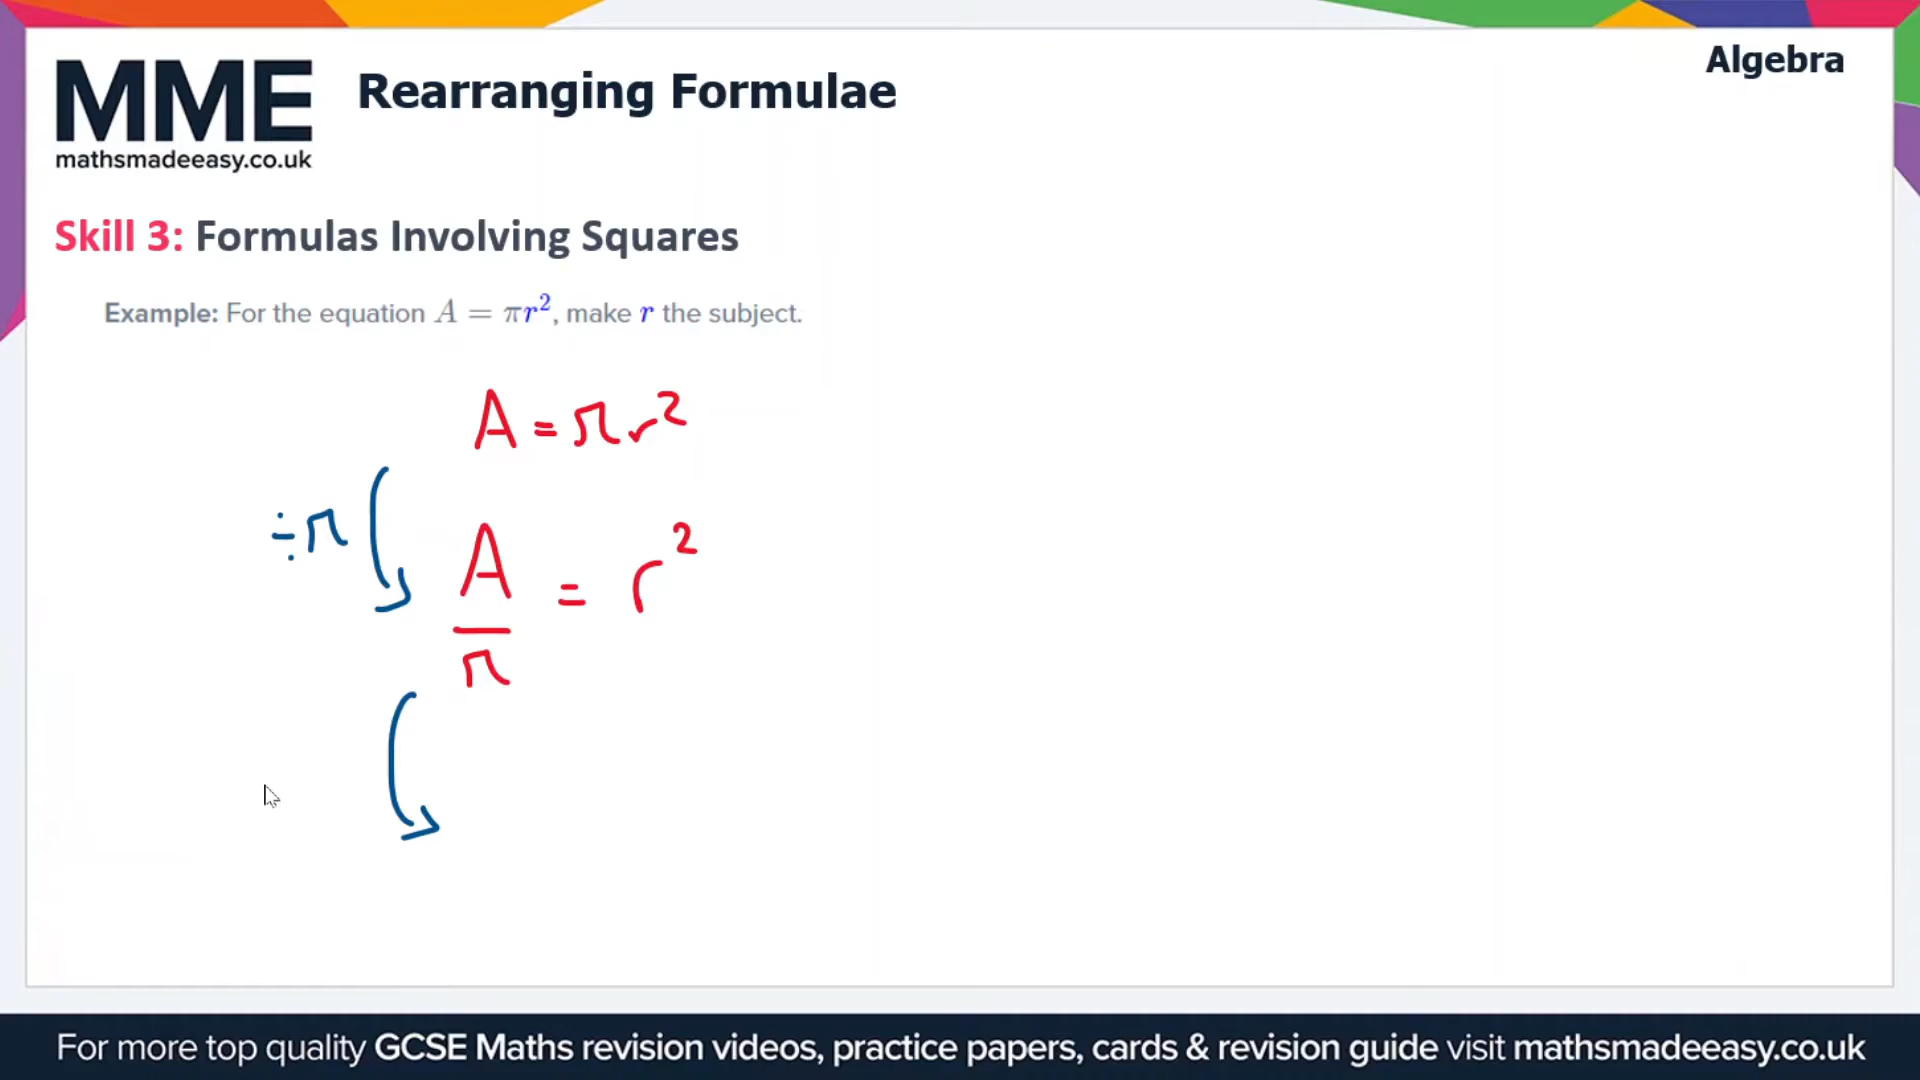 Algebra
MME
Rearranging Formulae
mathsmadeeasy.co.uk
Skill 3: Formulas Involving Squares
Example: For the equation A = πr², make r the subject.
A = πr²
÷π
A/π = r²
For more top quality GCSE Maths revision videos, practice papers, cards & revision guide visit mathsmadeeasy.co.uk